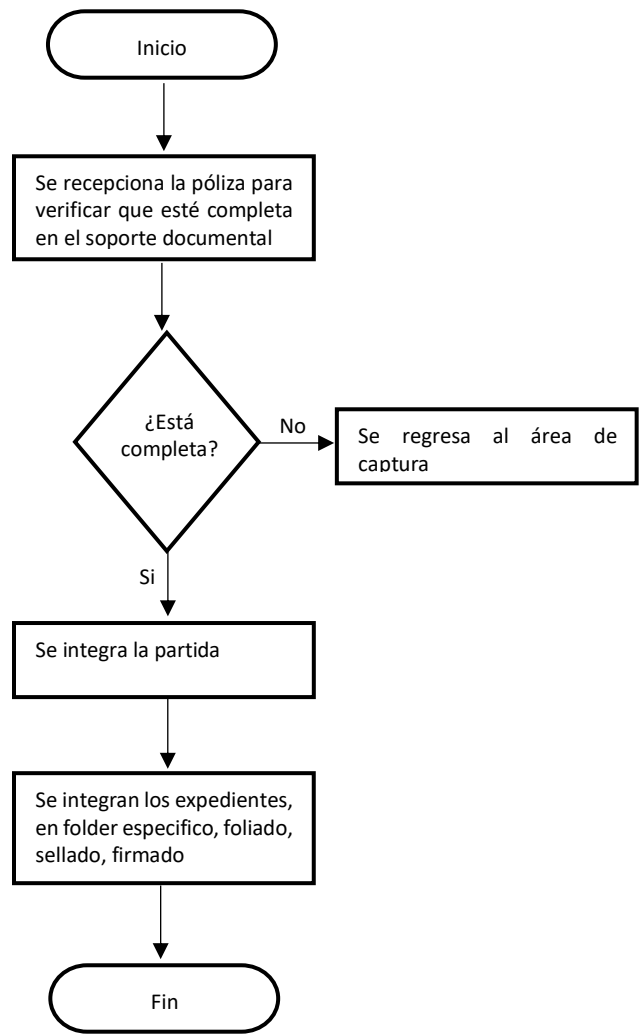 Inicio
Se recepciona la póliza para
verificar que esté completa
en el soporte documental
¿Está
completa?
No
Se regresa al área de
captura
Si
Se integra la partida
Se integran los expedientes,
en folder especifico, foliado,
sellado, firmado
Fin